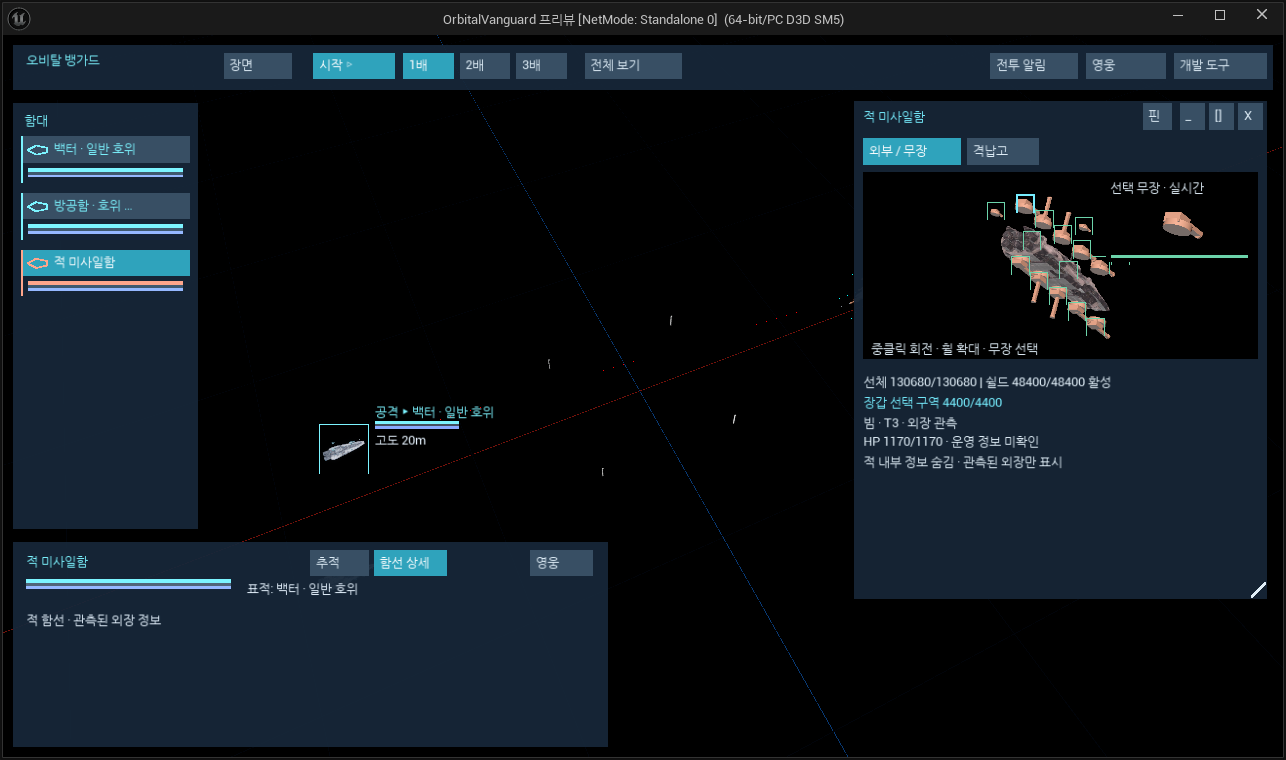 OrbitalVanguard 프리뷰 [NetMode: Standalone 0] (64-bit/PC D3D SM5)
오비탈 뱅가드
장면
시작 ▷
1배
2배
3배
전체 보기
전투 알림
영웅
개발 도구
함대
백터 · 일반 호위
방공함 · 호위 ...
적 미사일함
공격 ▶ 백터 · 일반 호위
고도 20m
적 미사일함
핀
_
[]
X
외부 / 무장
격납고
선택 무장 · 실시간
중클릭 회전 · 휠 확대 · 무장 선택
선체 130680/130680 | 쉴드 48400/48400 활성
장갑 선택 구역 4400/4400
빔 · T3 · 외장 관측
HP 1170/1170 · 운영 정보 미확인
적 내부 정보 숨김 · 관측된 외장만 표시
적 미사일함
추적
함선 상세
영웅
표적: 백터 · 일반 호위
적 함선 · 관측된 외장 정보